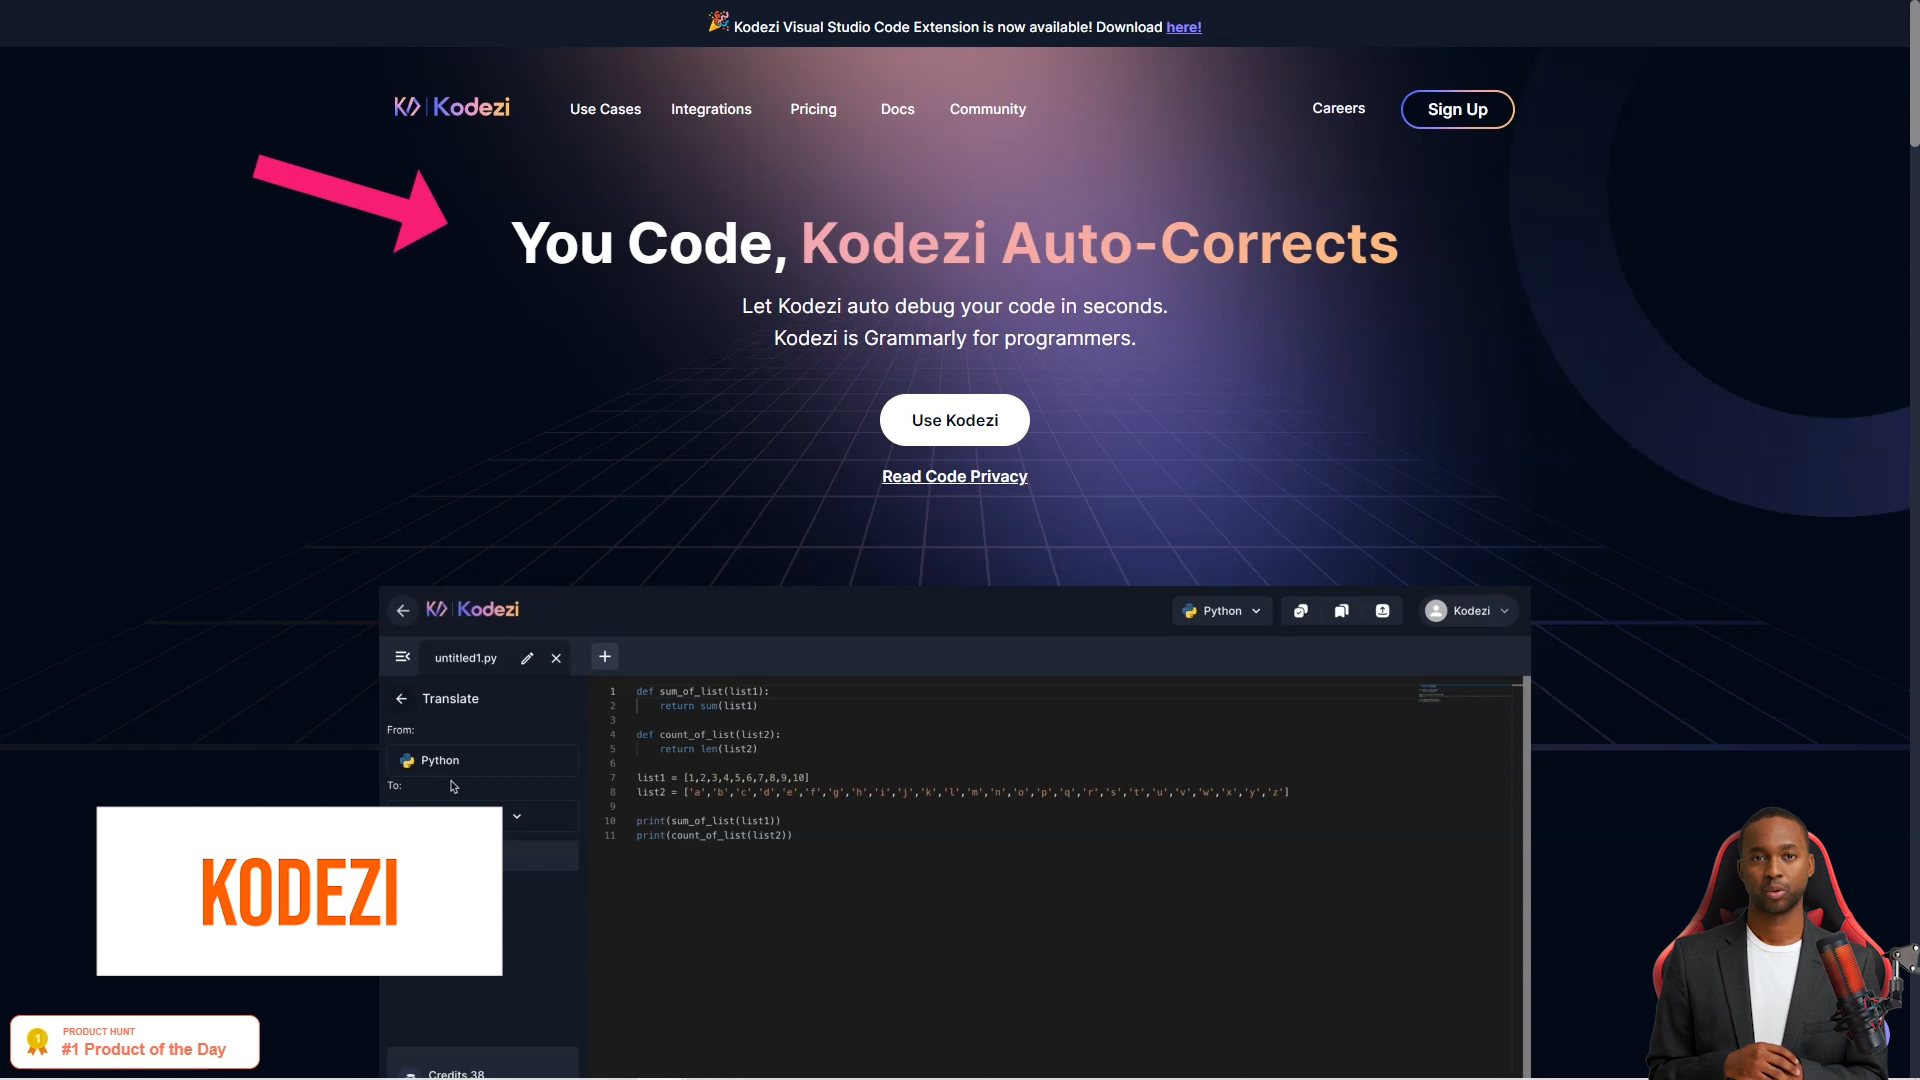 🎉 Kodezi Visual Studio Code Extension is now available! Download here!
K/> | Kodezi
Use Cases
Integrations
Pricing
Docs
Community
Careers
Sign Up
You Code, Kodezi Auto-Corrects
Let Kodezi auto debug your code in seconds.
Kodezi is Grammarly for programmers.
Use Kodezi
Read Code Privacy
K/> | Kodezi
Python
Kodezi
untitled1.py
Translate
From:
Python
To:
1 def sum_of_list(list1):
2 return sum(list1)
3
4 def count_of_list(list2):
5 return len(list2)
6
7 list1 = [1,2,3,4,5,6,7,8,9,10]
8 list2 = ['a','b','c','d','e','f','g','h','i','j','k','l','m','n','o','p','q','r','s','t','u','v','w','x','y','z']
9
10 print(sum_of_list(list1))
11 print(count_of_list(list2))
KODEZI
1
PRODUCT HUNT
#1 Product of the Day
Credits 38